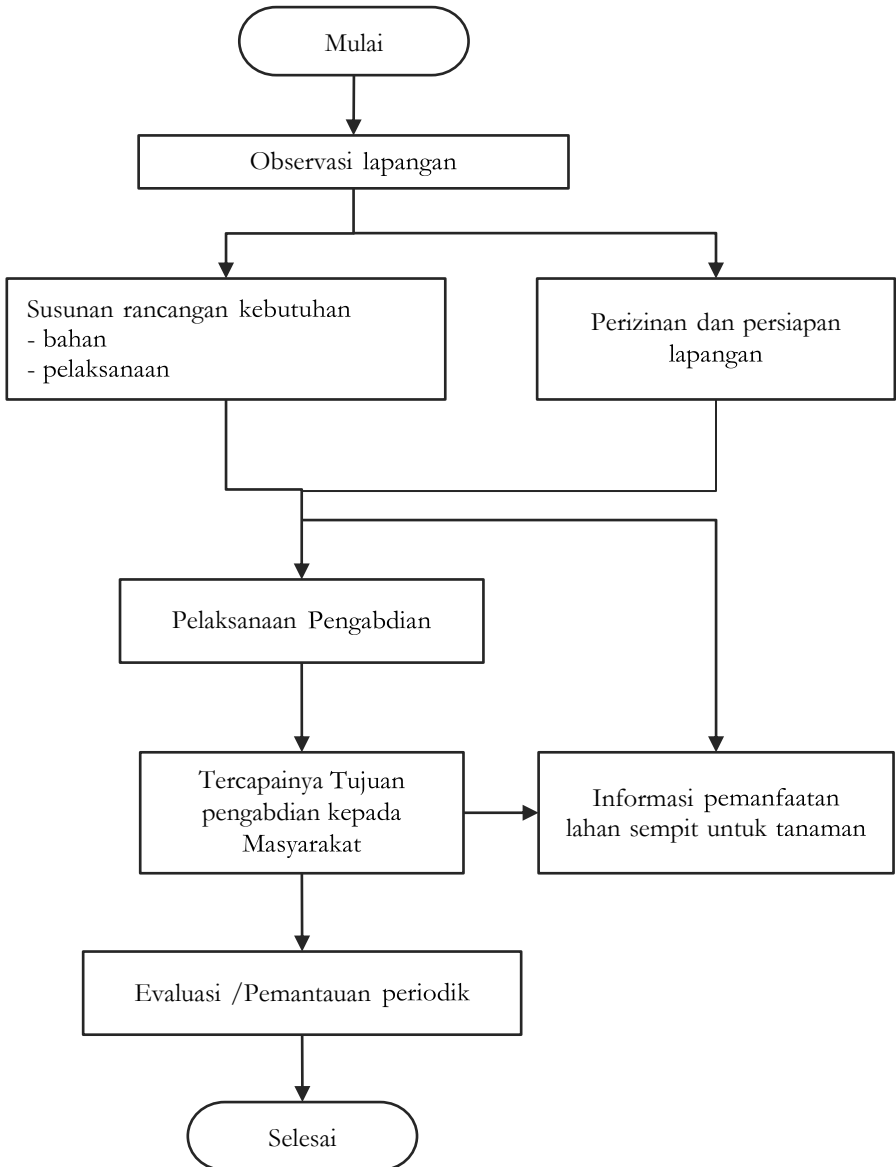 Mulai
Observasi lapangan
Susunan rancangan kebutuhan
- bahan
- pelaksanaan
Perizinan dan persiapan
lapangan
Pelaksanaan Pengabdian
Tercapainya Tujuan
pengabdian kepada
Masyarakat
Informasi pemanfaatan
lahan sempit untuk tanaman
Evaluasi /Pemantauan periodik
Selesai